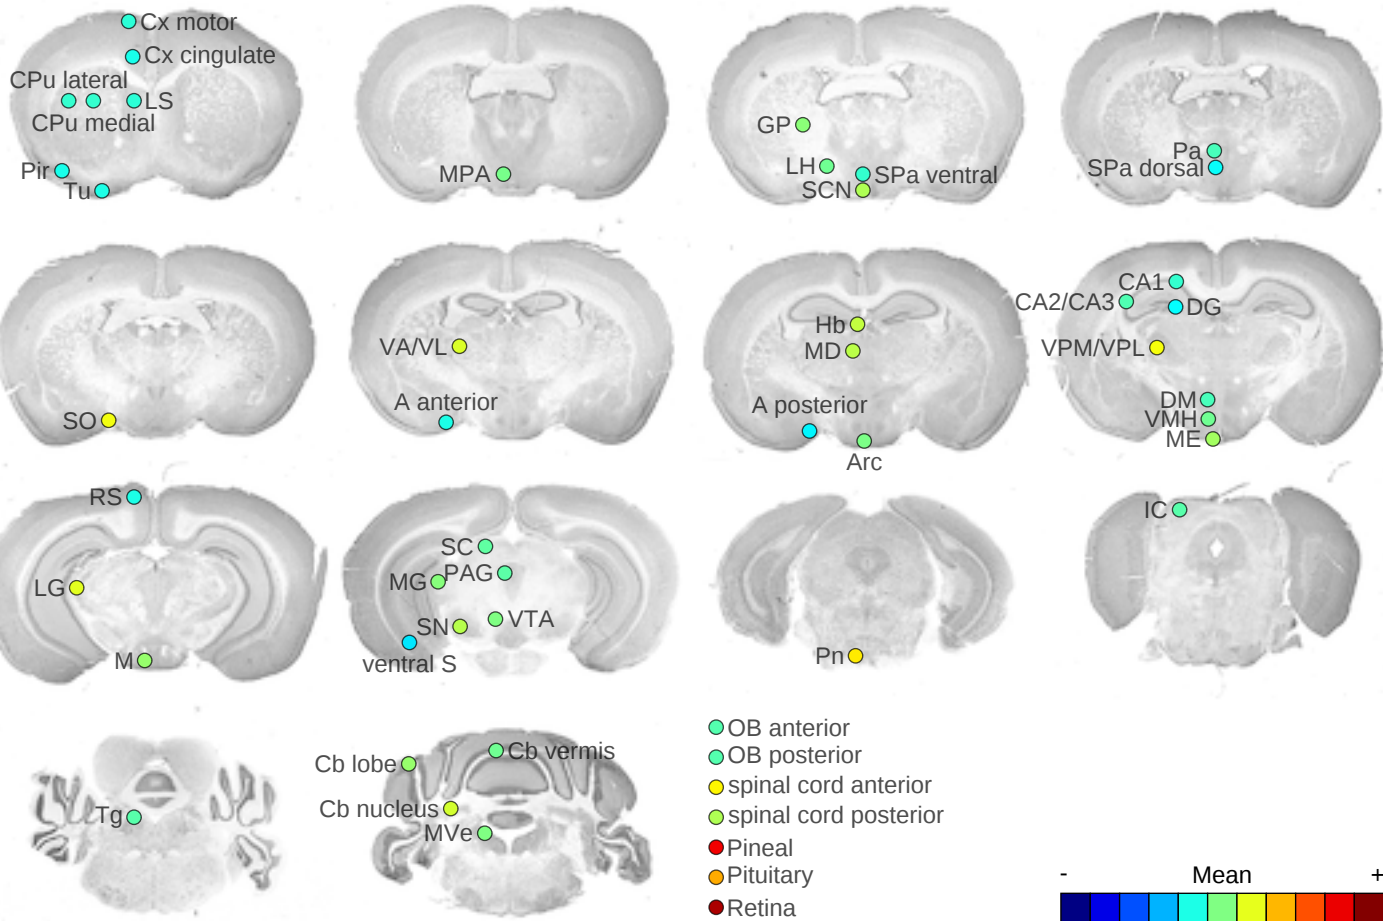 Cx motor
Cx cingulate
CPu lateral
LS
CPu medial
Pir
Tu
MPA
GP
LH
SPa ventral
SCN
Pa
SPa dorsal
SO
VA/VL
A anterior
Hb
MD
A posterior
Arc
CA1
CA2/CA3
DG
VPM/VPL
DM
VMH
ME
RS
LG
M
SC
PAG
MG
VTA
SN
ventral S
Pn
IC
Tg
Cb vermis
Cb lobe
Cb nucleus
MVe
OB anterior
OB posterior
spinal cord anterior
spinal cord posterior
Pineal
Pituitary
Retina
- Mean +